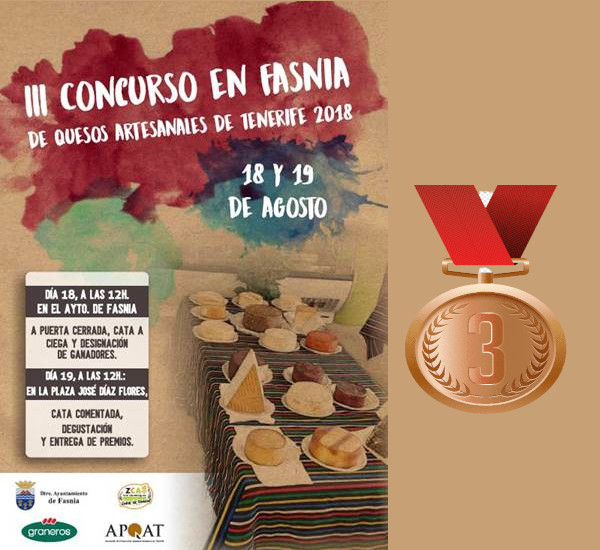 III CONCURSO EN FASNIA
DE QUESOS ARTESANALES DE TENERIFE 2018
18 Y 19
DE AGOSTO
DÍA 18, A LAS 12H.
EN EL AYTO. DE FASNIA
A PUERTA CERRADA, CATA A
CIEGA Y DESIGNACIÓN
DE GANADORES.
DÍA 19, A LAS 12H.:
EN LA PLAZA JOSÉ DÍAZ FLORES,
CATA COMENTADA,
DEGUSTACIÓN
Y ENTREGA DE PREMIOS.
Iltre. Ayuntamiento
de Fasnia
ZCAS
graneros
APQAT
3